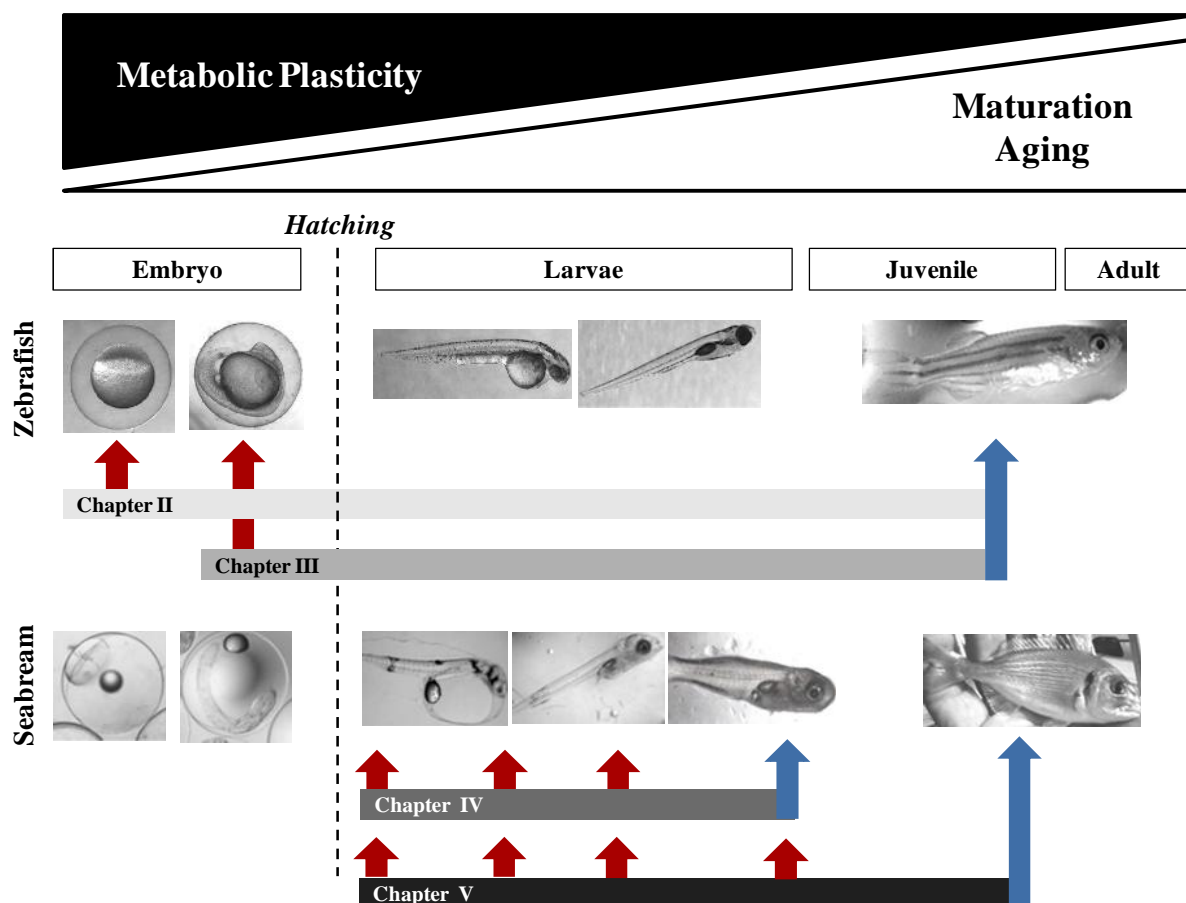 Metabolic Plasticity
Maturation
Aging
Hatching
Embryo
Larvae
Juvenile
Adult
Zebrafish
Chapter II
Chapter III
Seabream
Chapter IV
Chapter V